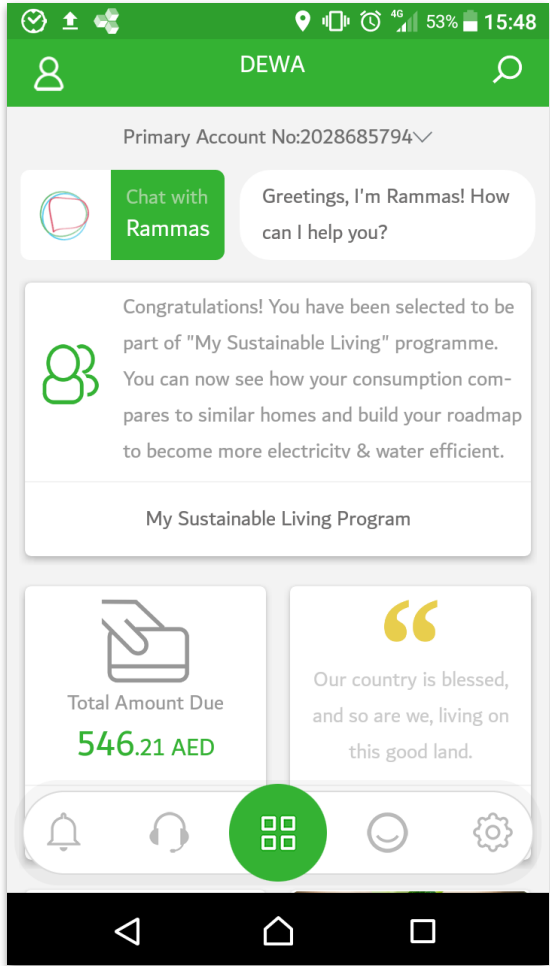 4G 53% 15:48
DEWA
Primary Account No:2028685794
Chat with
Rammas
Greetings, I'm Rammas! How
can I help you?
Congratulations! You have been selected to be
part of "My Sustainable Living" programme.
You can now see how your consumption com-
pares to similar homes and build your roadmap
to become more electricity & water efficient.
My Sustainable Living Program
Total Amount Due
546.21 AED
“
Our country is blessed,
and so are we, living on
this good land.